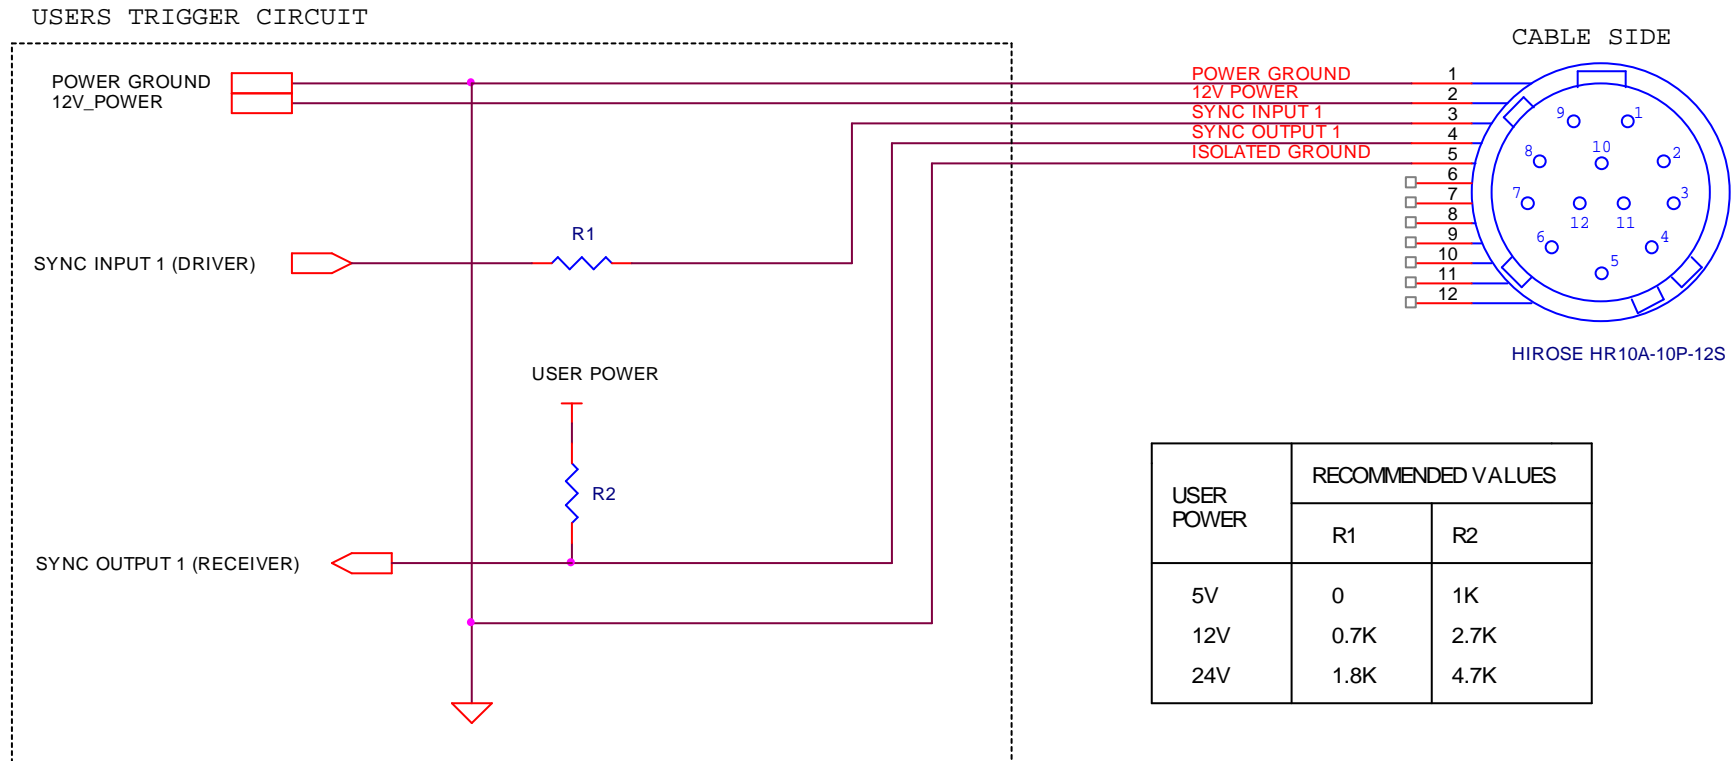 USERS TRIGGER CIRCUIT
CABLE SIDE
POWER GROUND
12V_POWER
POWER GROUND 1
12V POWER 2
SYNC INPUT 1 3
SYNC OUTPUT 1 4
ISOLATED GROUND 5
6
7
8
9
10
11
12
9 1
8 10 2
7 12 11 3
6 4
5
R1
SYNC INPUT 1 (DRIVER)
HIROSE HR10A-10P-12S
USER POWER
R2
SYNC OUTPUT 1 (RECEIVER)
USER POWER RECOMMENDED VALUES
R1 R2
5V 0 1K
12V 0.7K 2.7K
24V 1.8K 4.7K